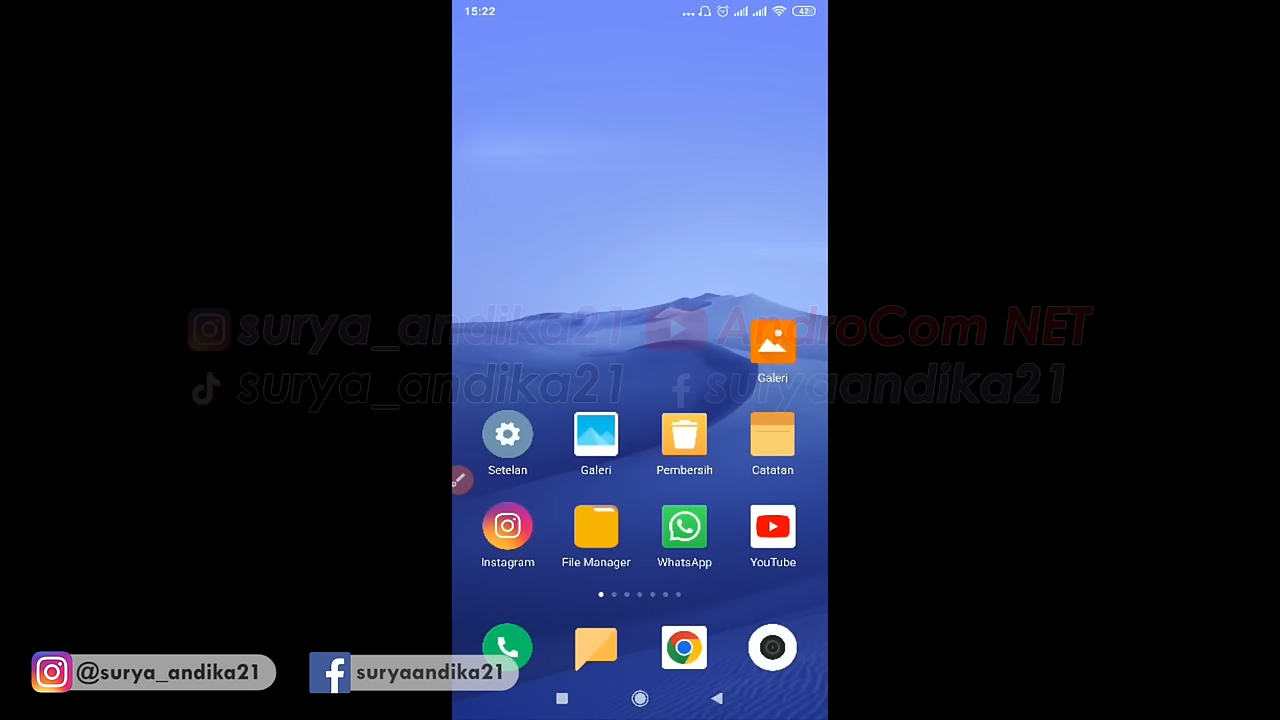 15:22
42
surya_andika21 AndroCom NET
surya_andika21 suryaandika21
Galeri
Setelan Galeri Pembersih Catatan
Instagram File Manager WhatsApp YouTube
@surya_andika21 suryaandika21